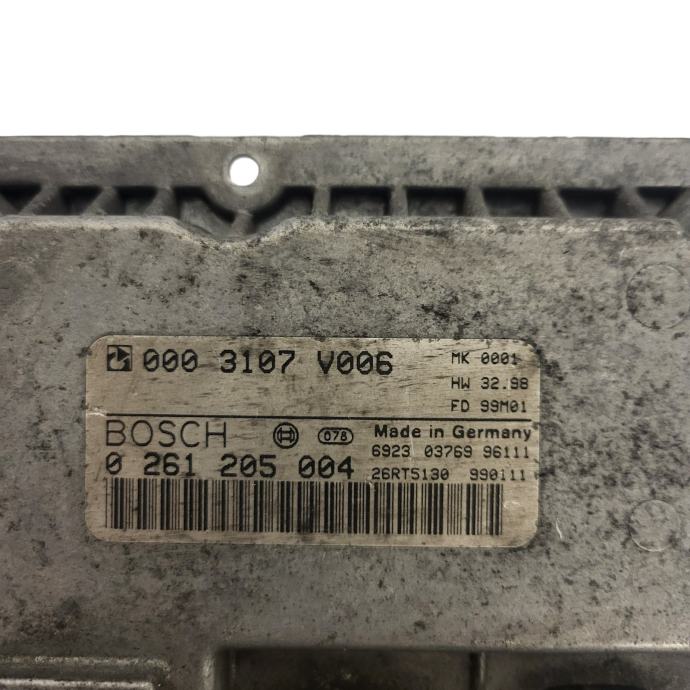 000 3107 V006
MK 0001
HW 32.98
FD 99M01
BOSCH
078
Made in Germany
0 261 205 004
6923 03769 96111
26RT5130 990111